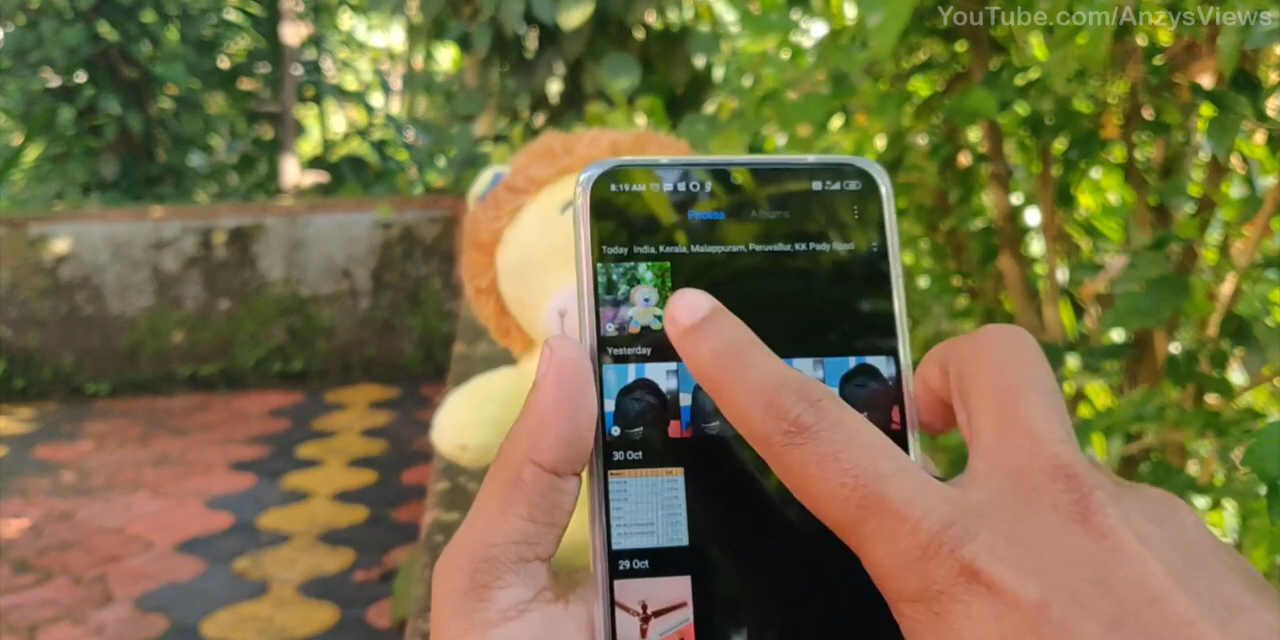 YouTube.com/AnzysViews
8:19 AM
Photos Albums
Today India, Kerala, Malappuram, Peruvallur, KK Pady Road
Yesterday
30 Oct
29 Oct